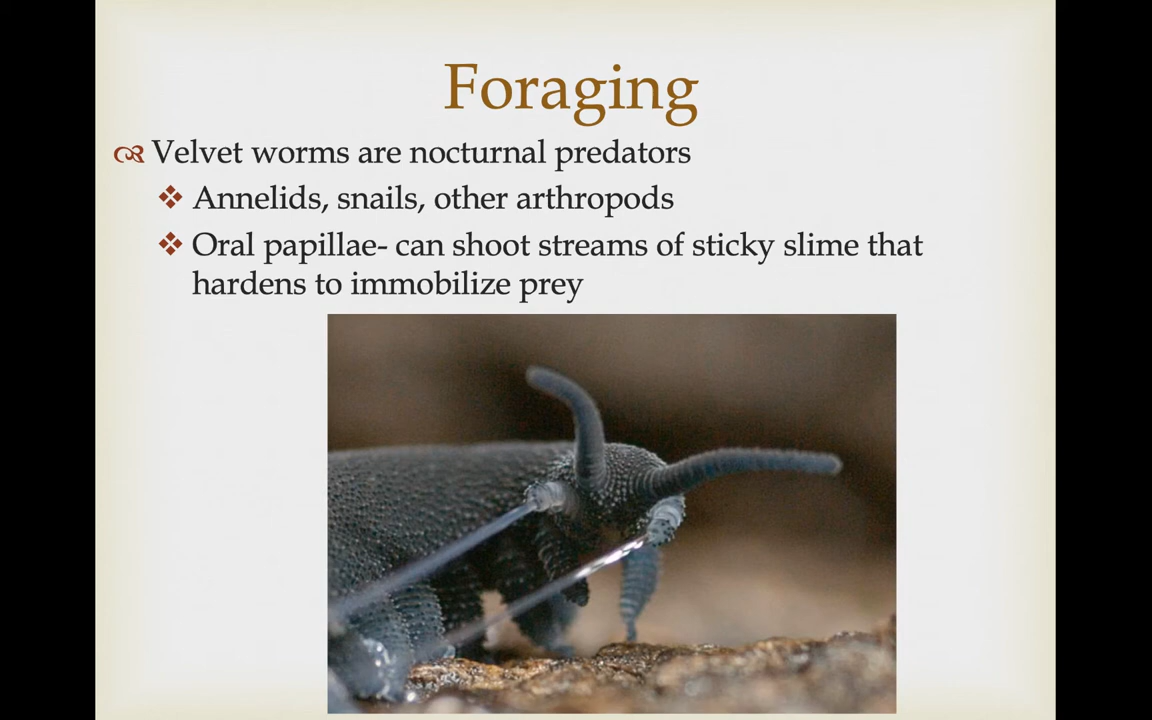 Foraging
Velvet worms are nocturnal predators
Annelids, snails, other arthropods
Oral papillae- can shoot streams of sticky slime that
hardens to immobilize prey